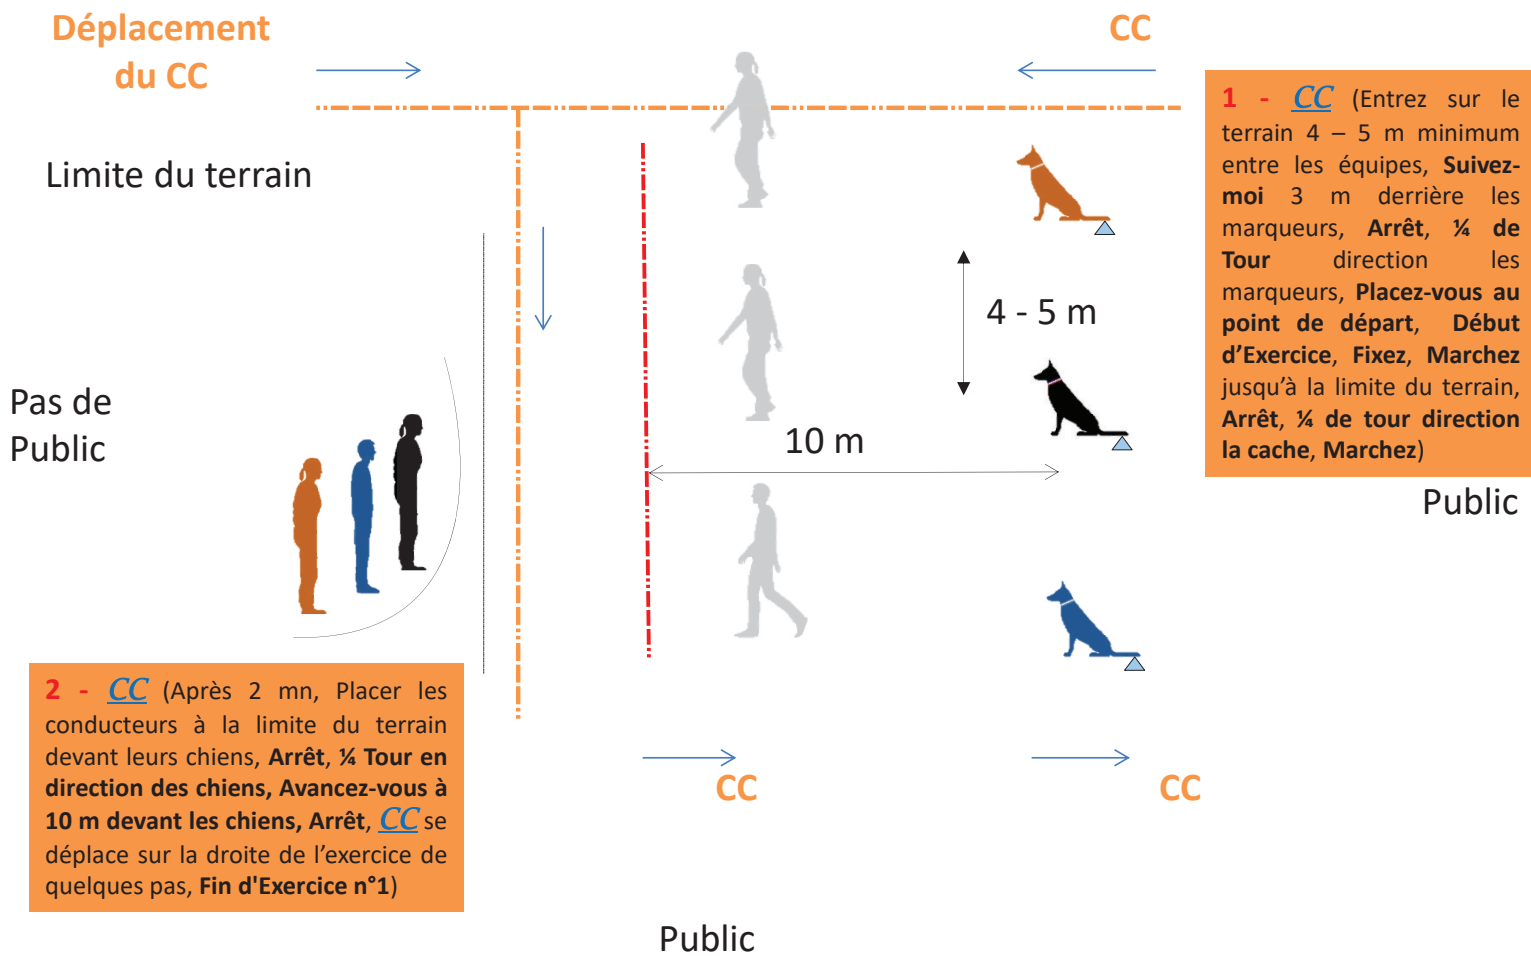 Déplacement
du CC
CC
Limite du terrain
1 - CC (Entrez sur le
terrain 4 – 5 m minimum
entre les équipes, Suivez-
moi 3 m derrière les
marqueurs, Arrêt, ¼ de
Tour direction les
marqueurs, Placez-vous au
point de départ, Début
d’Exercice, Fixez, Marchez
jusqu’à la limite du terrain,
Arrêt, ¼ de tour direction
la cache, Marchez)
4 - 5 m
Pas de
Public
10 m
Public
2 - CC (Après 2 mn, Placer les
conducteurs à la limite du terrain
devant leurs chiens, Arrêt, ¼ Tour en
direction des chiens, Avancez-vous à
10 m devant les chiens, Arrêt, CC se
déplace sur la droite de l’exercice de
quelques pas, Fin d'Exercice n°1)
CC
CC
Public